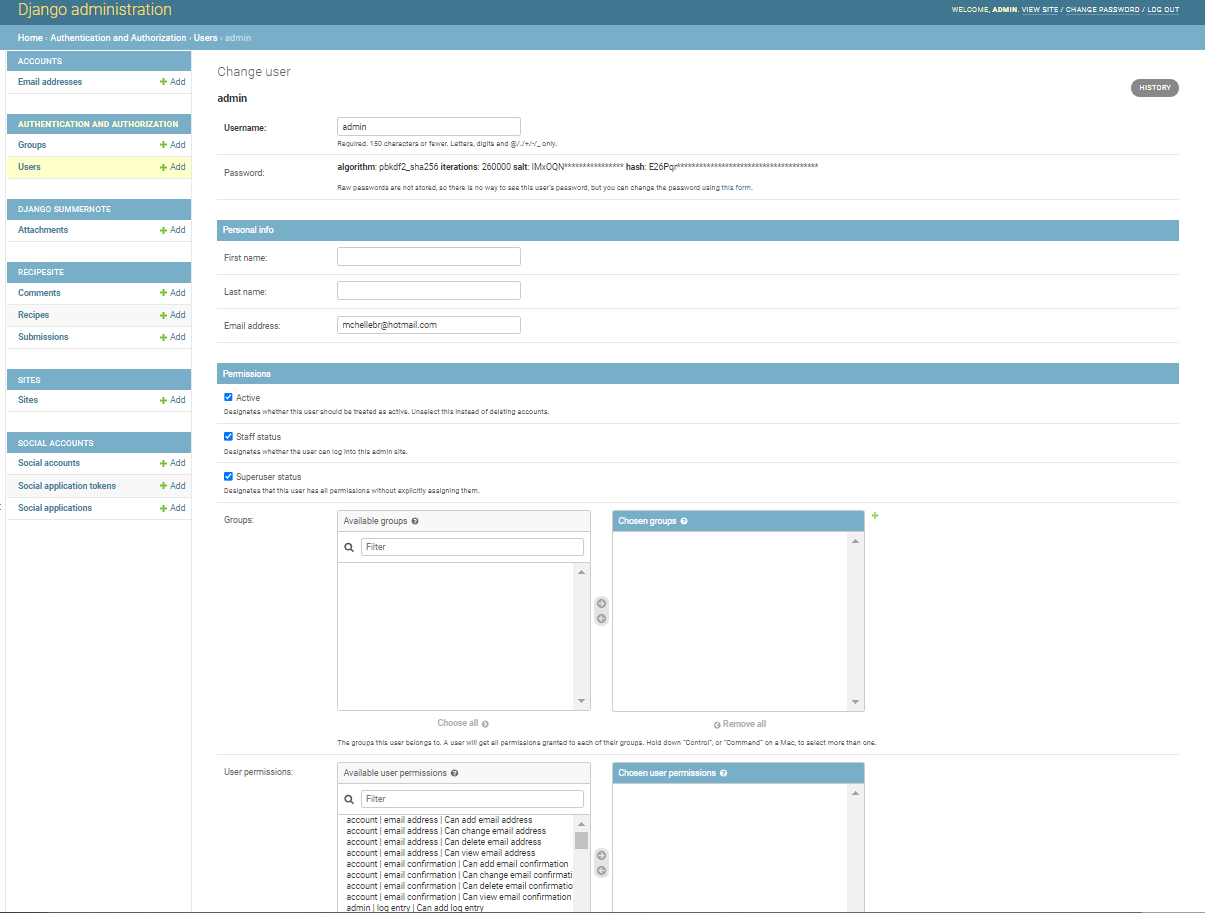 Django administration
WELCOME, ADMIN. VIEW SITE / CHANGE PASSWORD / LOG OUT
Home › Authentication and Authorization › Users › admin
ACCOUNTS
Email addresses + Add
AUTHENTICATION AND AUTHORIZATION
Groups + Add
Users + Add
DJANGO SUMMERNOTE
Attachments + Add
RECIPESITE
Comments + Add
Recipes + Add
Submissions + Add
SITES
Sites + Add
SOCIAL ACCOUNTS
Social accounts + Add
Social application tokens + Add
Social applications + Add
Change user
admin
HISTORY
Username: admin
Required. 150 characters or fewer. Letters, digits and @/./+/-/_ only.
Password: algorithm: pbkdf2_sha256 iterations: 260000 salt: IMxOQN**************** hash: E26Pqr**************************************
Raw passwords are not stored, so there is no way to see this user's password, but you can change the password using this form.
Personal info
First name:
Last name:
Email address: mchellebr@hotmail.com
Permissions
Active
Designates whether this user should be treated as active. Unselect this instead of deleting accounts.
Staff status
Designates whether the user can log into this admin site.
Superuser status
Designates that this user has all permissions without explicitly assigning them.
Groups:
Available groups
Filter
Chosen groups
Choose all
Remove all
The groups this user belongs to. A user will get all permissions granted to each of their groups. Hold down "Control", or "Command" on a Mac, to select more than one.
User permissions:
Available user permissions
Filter
Chosen user permissions
account | email address | Can add email address
account | email address | Can change email address
account | email address | Can delete email address
account | email address | Can view email address
account | email confirmation | Can add email confirmation
account | email confirmation | Can change email confirmati
account | email confirmation | Can delete email confirmatio
account | email confirmation | Can view email confirmation
admin | log entry | Can add log entry